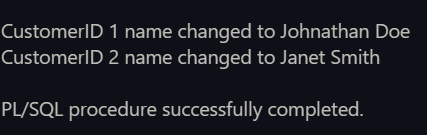 CustomerID 1 name changed to Johnathan Doe
CustomerID 2 name changed to Janet Smith
PL/SQL procedure successfully completed.